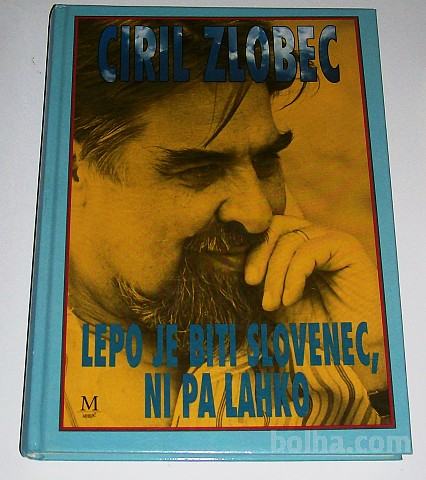 CIRIL ZLOBEC
LEPO JE BITI SLOVENEC,
NI PA LAHKO
M
bolha.com